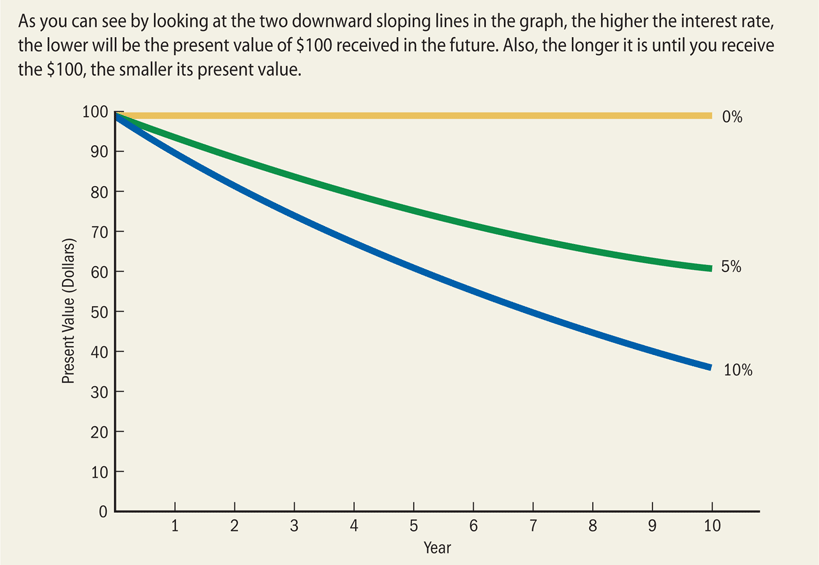 As you can see by looking at the two downward sloping lines in the graph, the higher the interest rate,
the lower will be the present value of $100 received in the future. Also, the longer it is until you receive
the $100, the smaller its present value.
100
90
80
70
60
50
40
30
20
10
0
Present Value (Dollars)
0%
5%
10%
1 2 3 4 5 6 7 8 9 10
Year